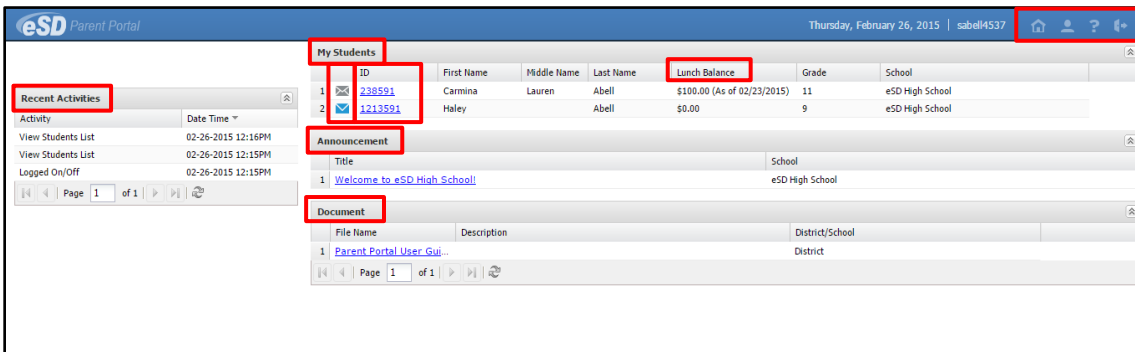 eSD Parent Portal
Thursday, February 26, 2015 | sabell4537 ?
Recent Activities
Activity Date Time
View Students List 02-26-2015 12:16PM
View Students List 02-26-2015 12:15PM
Logged On/Off 02-26-2015 12:15PM
Page 1 of 1
My Students
ID First Name Middle Name Last Name Lunch Balance Grade School
1 238591 Carmina Lauren Abell $100.00 (As of 02/23/2015) 11 eSD High School
2 1213591 Haley Abell $0.00 9 eSD High School
Announcement
Title School
1 Welcome to eSD High School! eSD High School
Document
File Name Description District/School
1 Parent Portal User Gui... District
Page 1 of 1